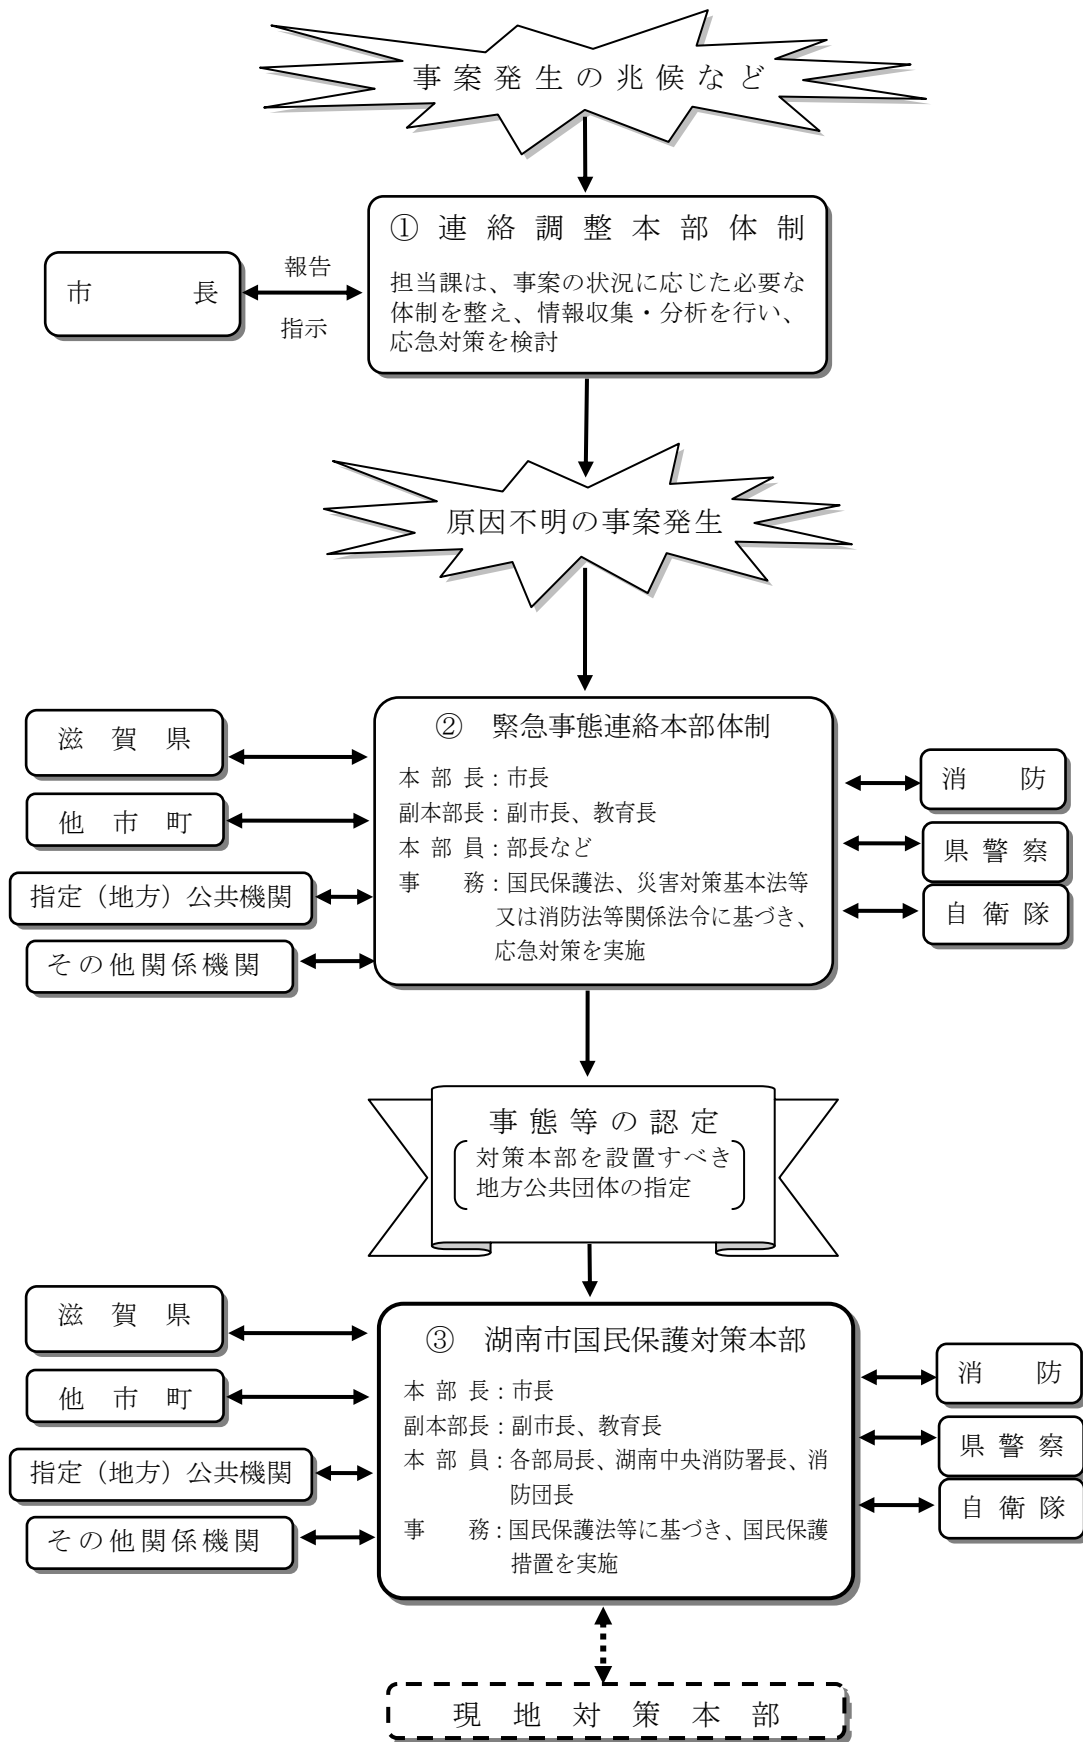 事案発生の兆候など
① 連絡調整本部体制
担当課は、事案の状況に応じた必要な
体制を整え、情報収集・分析を行い、
応急対策を検討
市長
報告
指示
原因不明の事案発生
② 緊急事態連絡本部体制
本部長：市長
副本部長：副市長、教育長
本部員：部長など
事務：国民保護法、災害対策基本法等
又は消防法等関係法令に基づき、
応急対策を実施
滋賀県
他市町
指定（地方）公共機関
その他関係機関
消防
県警察
自衛隊
事態等の認定
対策本部を設置すべき
地方公共団体の指定
③ 湖南市国民保護対策本部
本部長：市長
副本部長：副市長、教育長
本部員：各部局長、湖南中央消防署長、消
防団長
事務：国民保護法等に基づき、国民保護
措置を実施
滋賀県
他市町
指定（地方）公共機関
その他関係機関
消防
県警察
自衛隊
現地対策本部